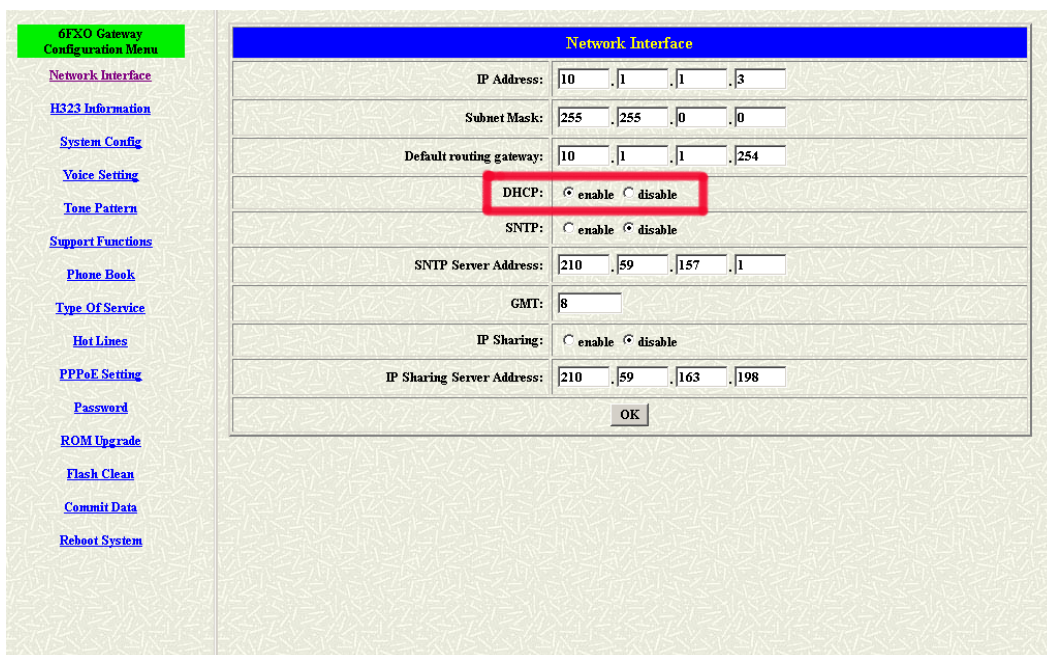 6FXO Gateway
Configuration Menu
Network Interface
H323 Information
System Config
Voice Setting
Tone Pattern
Support Functions
Phone Book
Type Of Service
Hot Lines
PPPoE Setting
Password
ROM Upgrade
Flash Clean
Commit Data
Reboot System
Network Interface
IP Address: 10 . 1 . 1 . 3
Subnet Mask: 255 . 255 . 0 . 0
Default routing gateway: 10 . 1 . 1 . 254
DHCP: enable disable
SNTP: enable disable
SNTP Server Address: 210 . 59 . 157 . 1
GMT: 8
IP Sharing: enable disable
IP Sharing Server Address: 210 . 59 . 163 . 198
OK